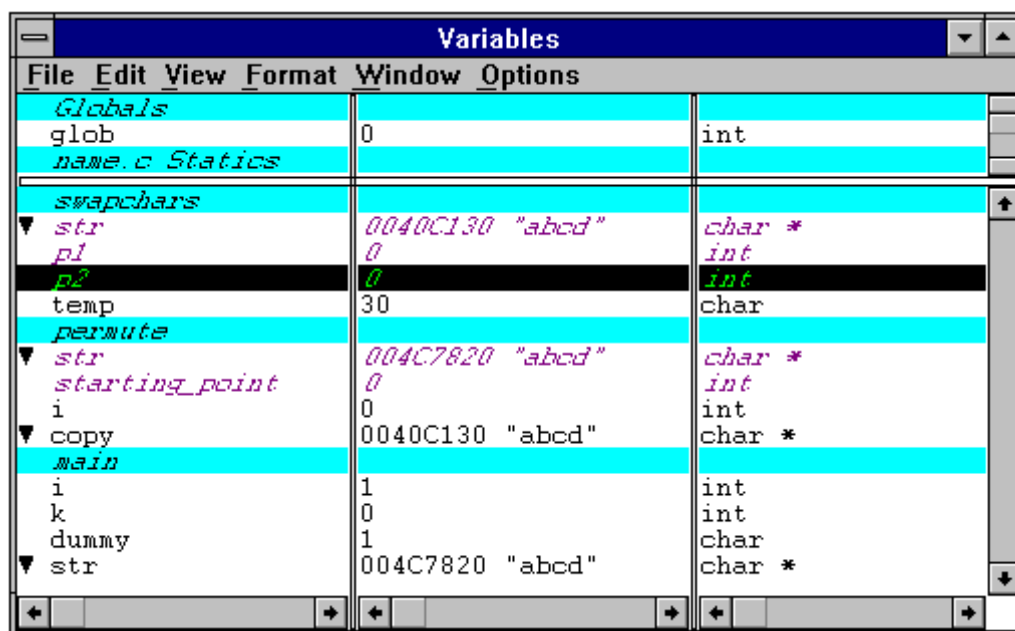 Variables
File Edit View Format Window Options
Globals
glob 0 int
name.c Statics
swapchars
str 0040C130 "abcd" char *
p1 0 int
p2 0 int
temp 30 char
permute
str 004C7820 "abcd" char *
starting_point 0 int
i 0 int
copy 0040C130 "abcd" char *
main
i 1 int
k 0 int
dummy 1 char
str 004C7820 "abcd" char *